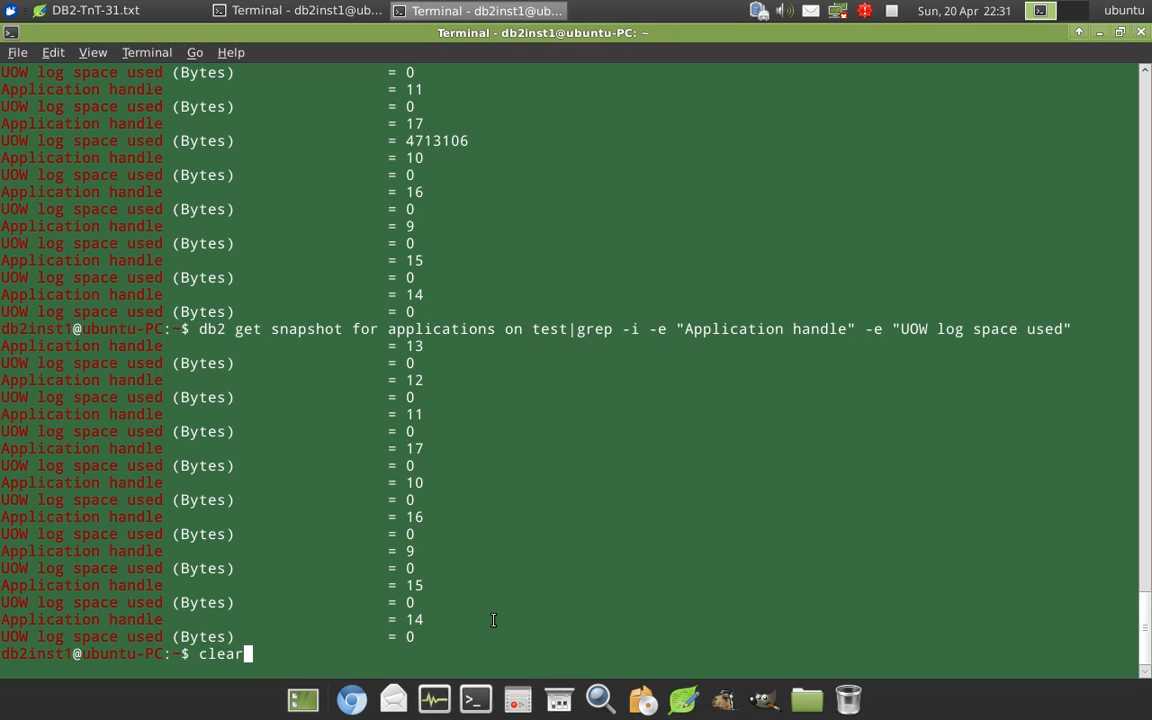 DB2-TnT-31.txt Terminal - db2inst1@ub... Terminal - db2inst1@ub... Sun, 20 Apr 22:31 ubuntu
Terminal - db2inst1@ubuntu-PC: ~
File Edit View Terminal Go Help
UOW log space used (Bytes) = 0
Application handle = 11
UOW log space used (Bytes) = 0
Application handle = 17
UOW log space used (Bytes) = 4713106
Application handle = 10
UOW log space used (Bytes) = 0
Application handle = 16
UOW log space used (Bytes) = 0
Application handle = 9
UOW log space used (Bytes) = 0
Application handle = 15
UOW log space used (Bytes) = 0
Application handle = 14
UOW log space used (Bytes) = 0
db2inst1@ubuntu-PC:~$ db2 get snapshot for applications on test|grep -i -e "Application handle" -e "UOW log space used"
Application handle = 13
UOW log space used (Bytes) = 0
Application handle = 12
UOW log space used (Bytes) = 0
Application handle = 11
UOW log space used (Bytes) = 0
Application handle = 17
UOW log space used (Bytes) = 0
Application handle = 10
UOW log space used (Bytes) = 0
Application handle = 16
UOW log space used (Bytes) = 0
Application handle = 9
UOW log space used (Bytes) = 0
Application handle = 15
UOW log space used (Bytes) = 0
Application handle = 14
UOW log space used (Bytes) = 0
db2inst1@ubuntu-PC:~$ clear